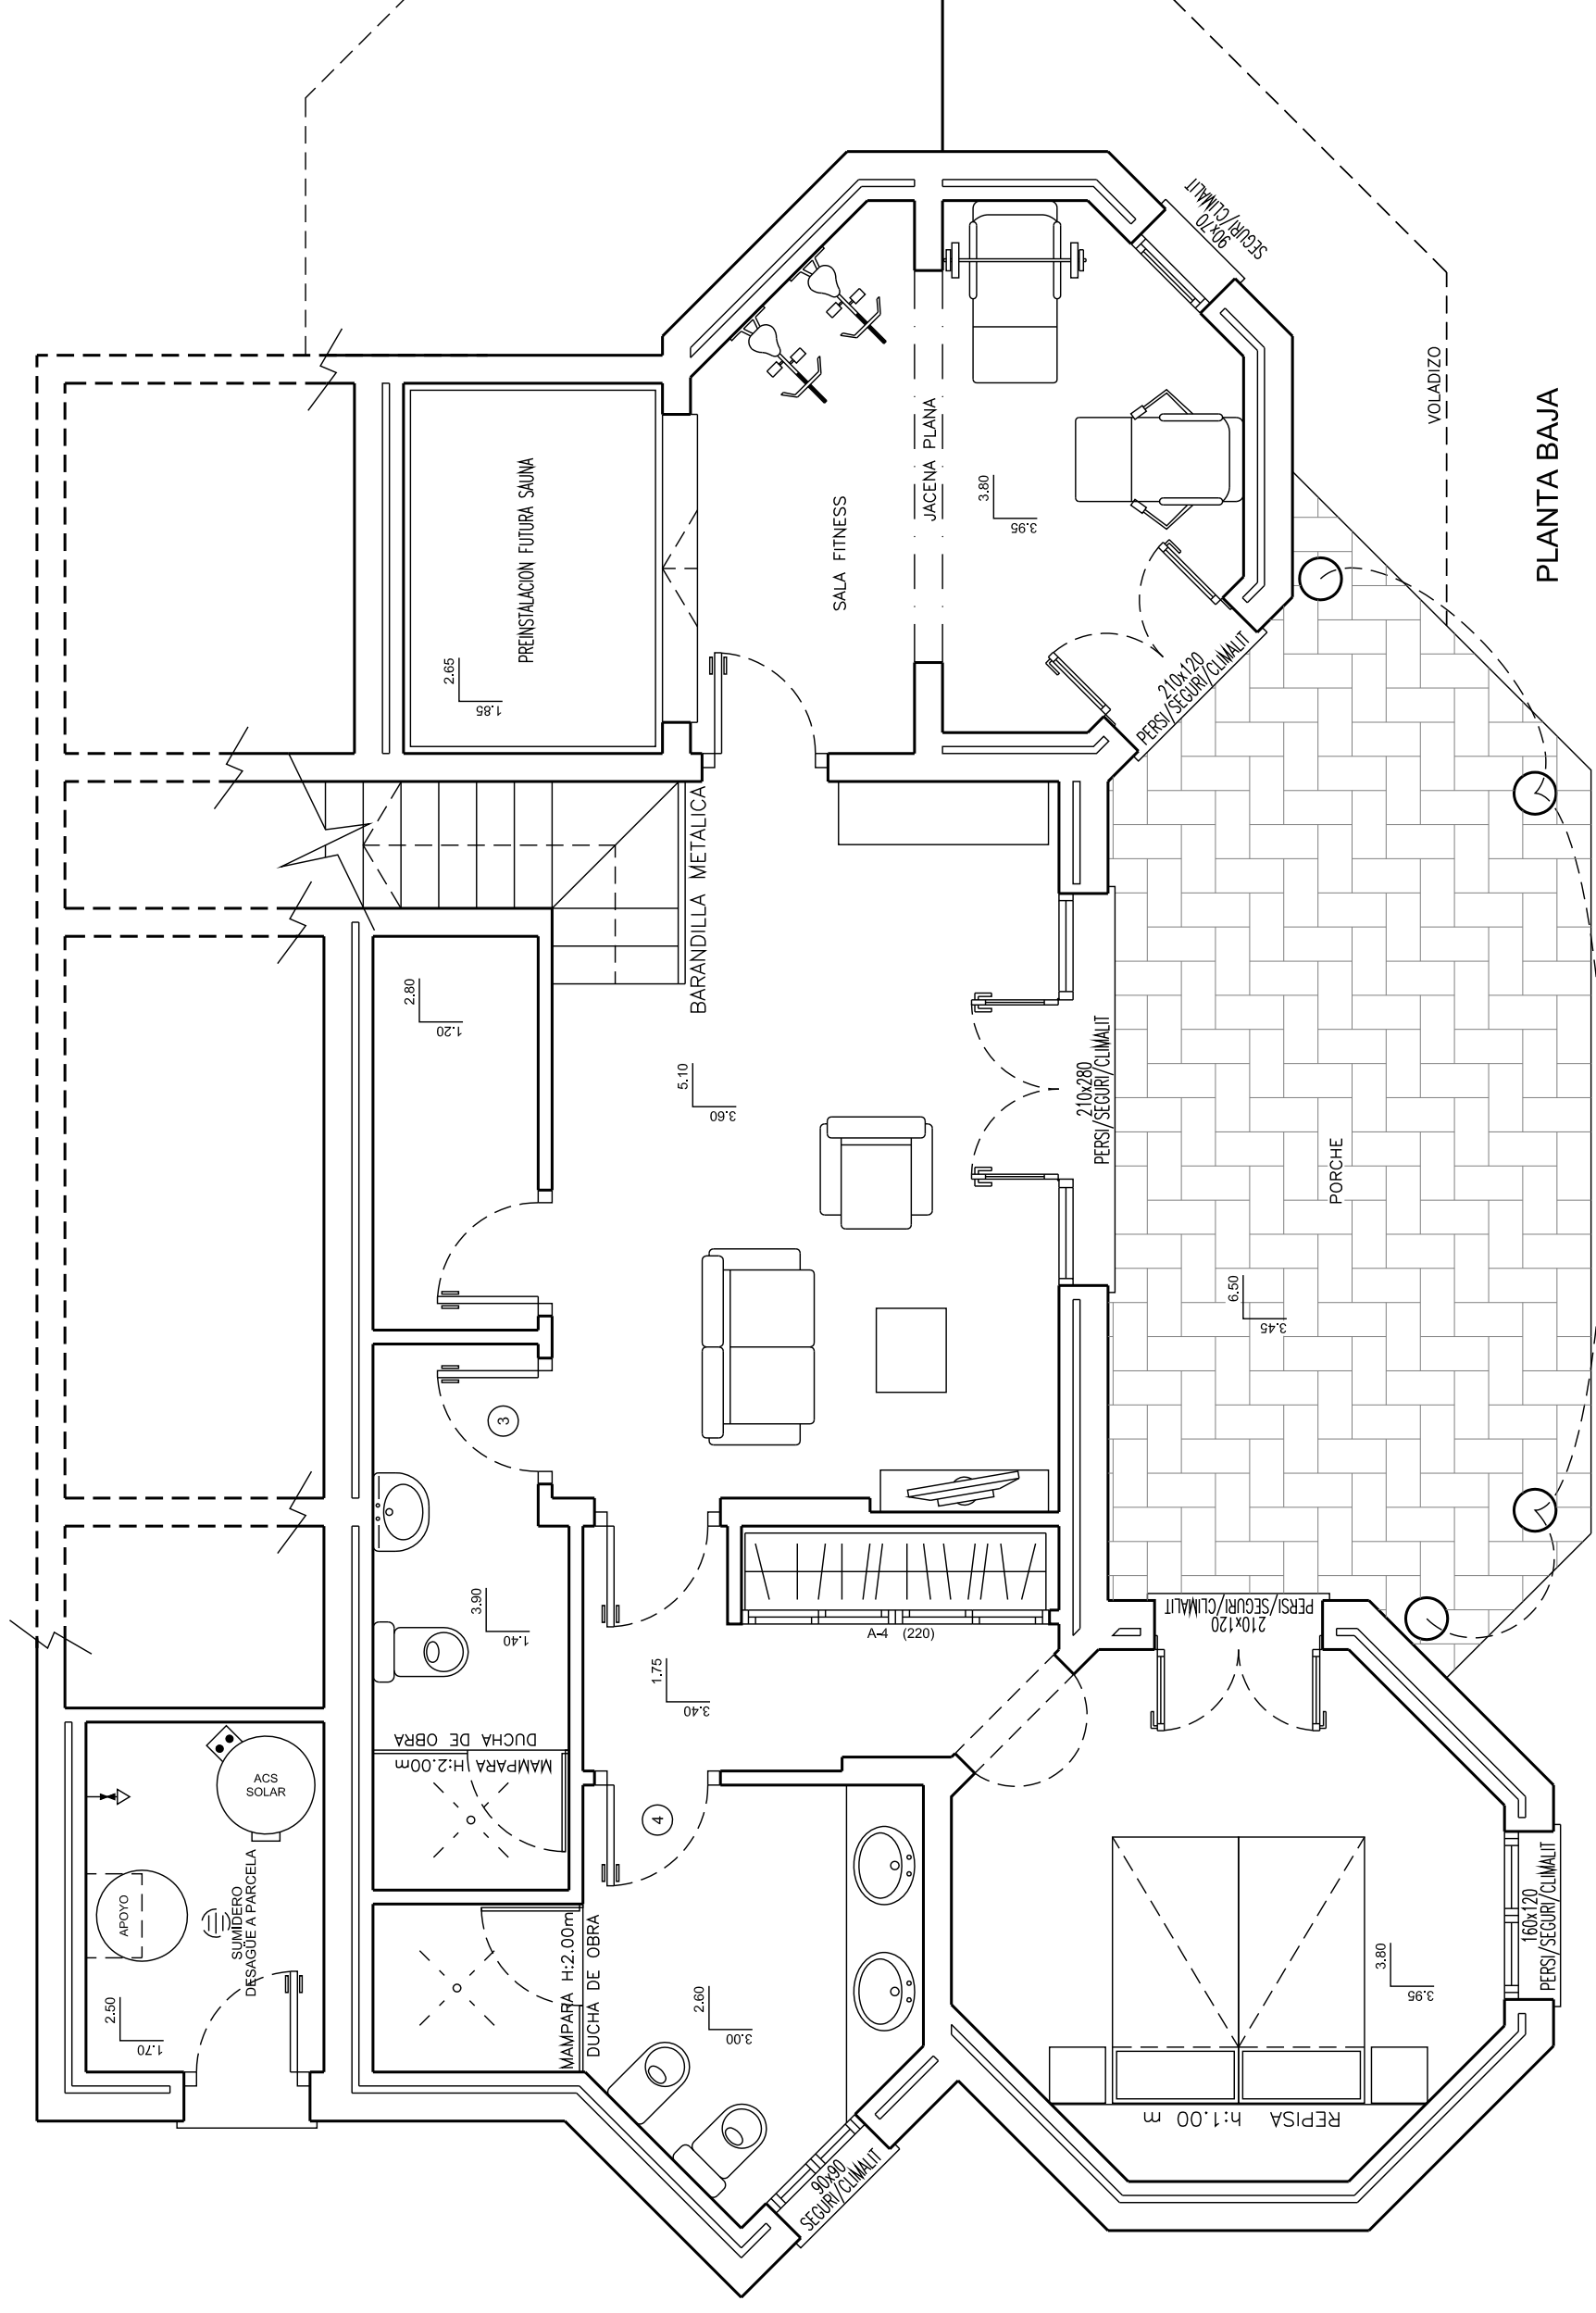 90x70
SEGURI/CLIMALIT
VOLADIZO
PLANTA BAJA
PREINSTALACION FUTURA SAUNA
2.65
1.85
SALA FITNESS
JACENA PLANA
3.80
3.95
210x120
PERSI/SEGURI/CLIMALIT
BARANDILLA METALICA
2.80
1.20
5.10
3.60
210x280
PERSI/SEGURI/CLIMALIT
PORCHE
6.50
3.45
3
3.90
1.40
A-4 (220)
1.75
3.40
210x120
PERSI/SEGURI/CLIMALIT
DUCHA DE OBRA
MAMPARA H:2.00m
ACS
SOLAR
APOYO
SUMIDERO
DESAGÜE A PARCELA
2.50
1.70
4
MAMPARA H:2.00m
DUCHA DE OBRA
2.60
3.00
90x90
SEGURI/CLIMALIT
3.80
3.95
160x120
PERSI/SEGURI/CLIMALIT
REPISA h:1.00 m